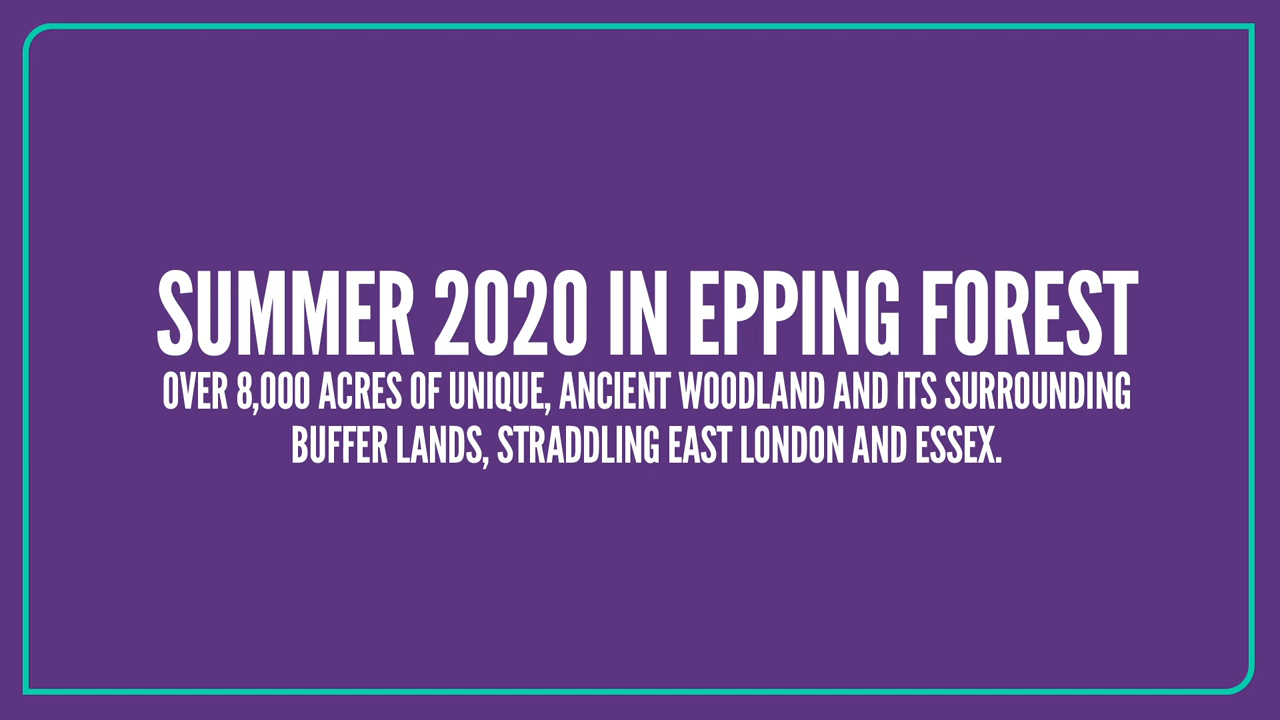 SUMMER 2020 IN EPPING FOREST
OVER 8,000 ACRES OF UNIQUE, ANCIENT WOODLAND AND ITS SURROUNDING
BUFFER LANDS, STRADDLING EAST LONDON AND ESSEX.